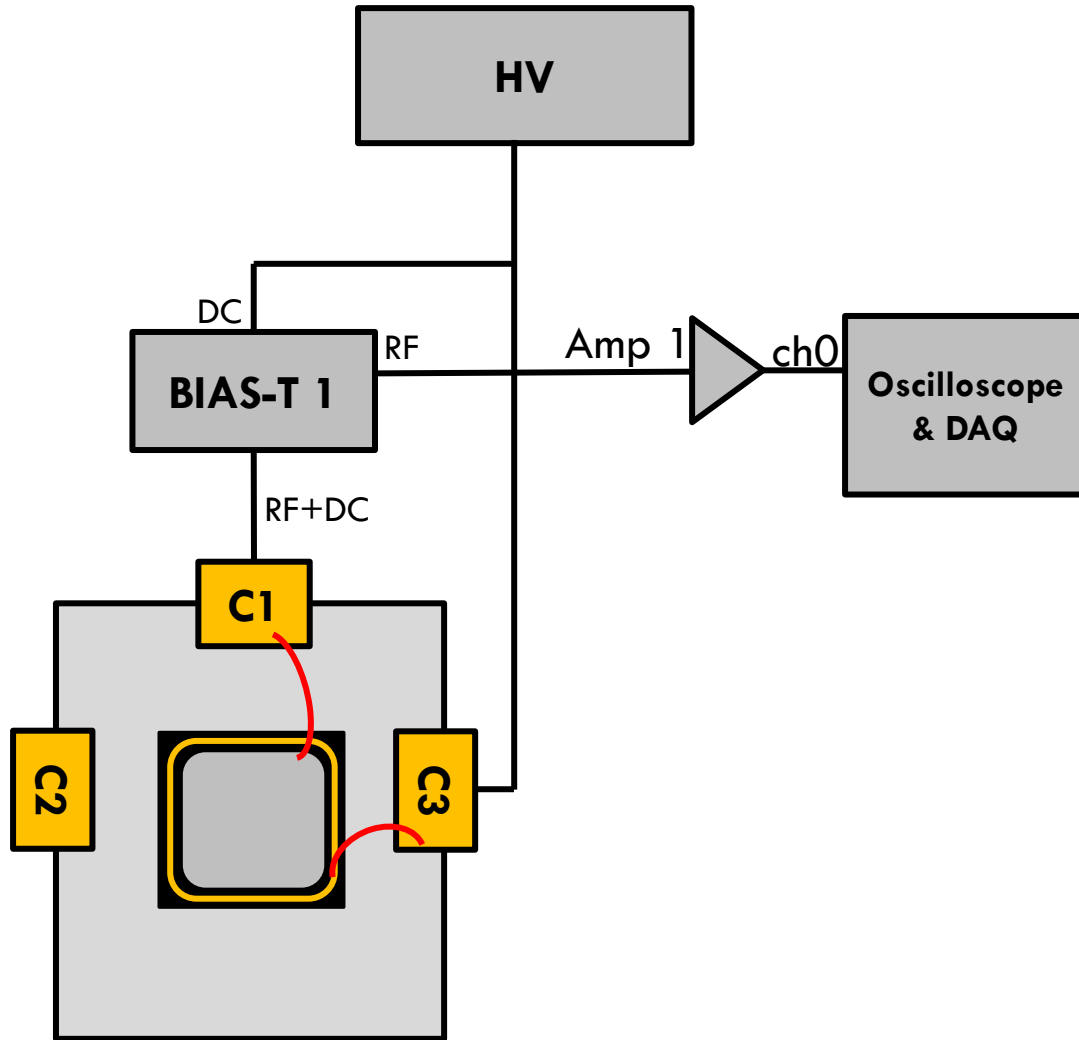 HV
DC
RF
Amp 1
ch0
BIAS-T 1
Oscilloscope
& DAQ
RF+DC
C1
C2
C3